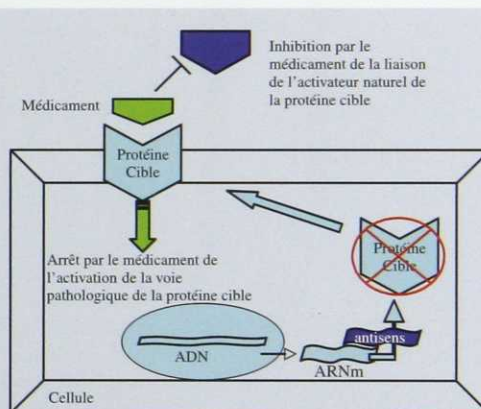 Inhibition par le
médicament de la liaison
de l'activateur naturel de
la protéine cible
Médicament
Protéine
Cible
Arrêt par le médicament de
l'activation de la voie
pathologique de la protéine cible
Protéine
Cible
antisens
ADN
ARNm
Cellule